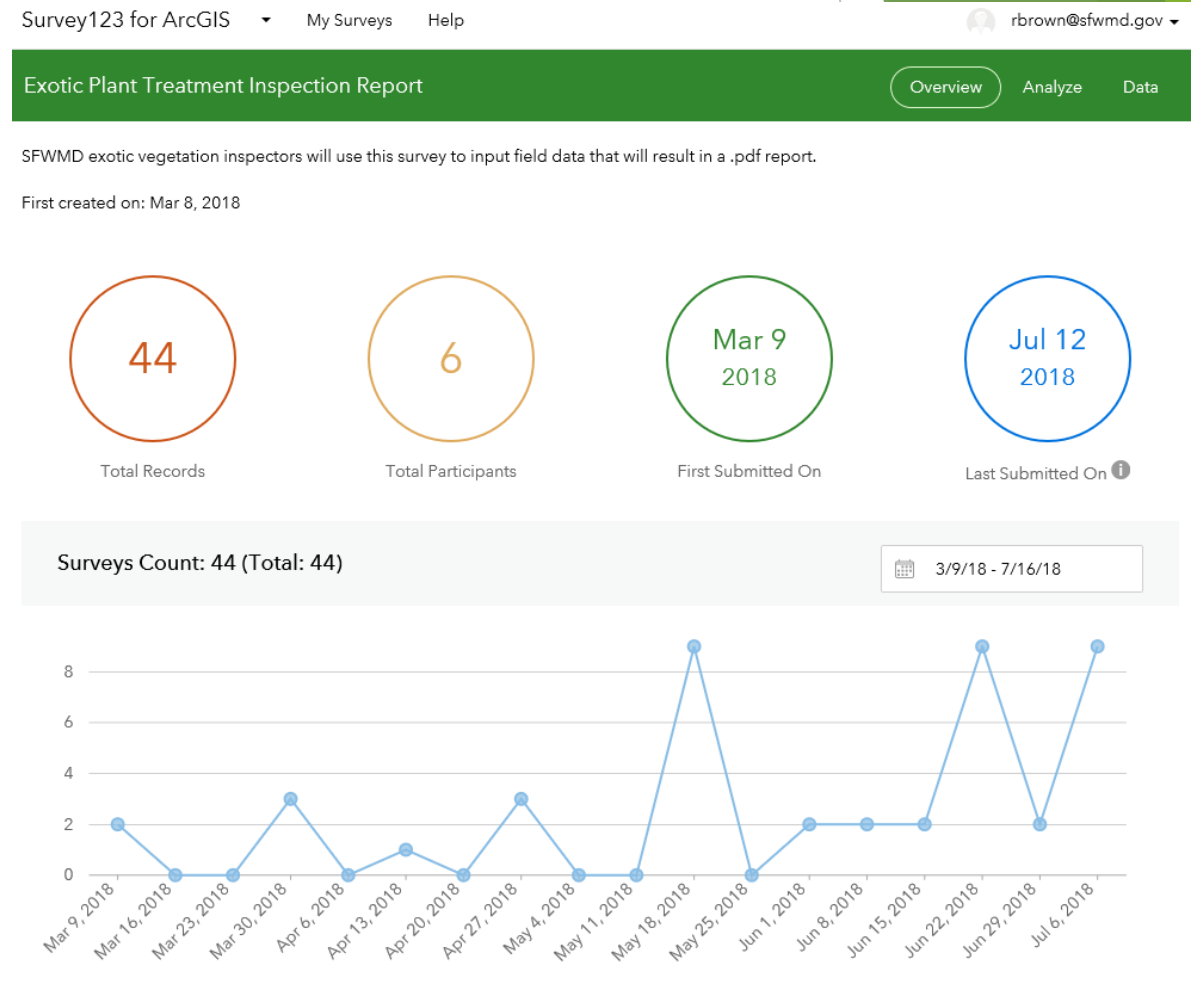 Survey123 for ArcGIS My Surveys Help rbrown@sfwmd.gov
Exotic Plant Treatment Inspection Report Overview Analyze Data
SFWMD exotic vegetation inspectors will use this survey to input field data that will result in a .pdf report.
First created on: Mar 8, 2018
44
Total Records
6
Total Participants
Mar 9
2018
First Submitted On
Jul 12
2018
Last Submitted On i
Surveys Count: 44 (Total: 44) 3/9/18 - 7/16/18
8
6
4
2
0
Mar 9, 2018
Mar 16, 2018
Mar 23, 2018
Mar 30, 2018
Apr 6, 2018
Apr 13, 2018
Apr 20, 2018
Apr 27, 2018
May 4, 2018
May 11, 2018
May 18, 2018
May 25, 2018
Jun 1, 2018
Jun 8, 2018
Jun 15, 2018
Jun 22, 2018
Jun 29, 2018
Jul 6, 2018